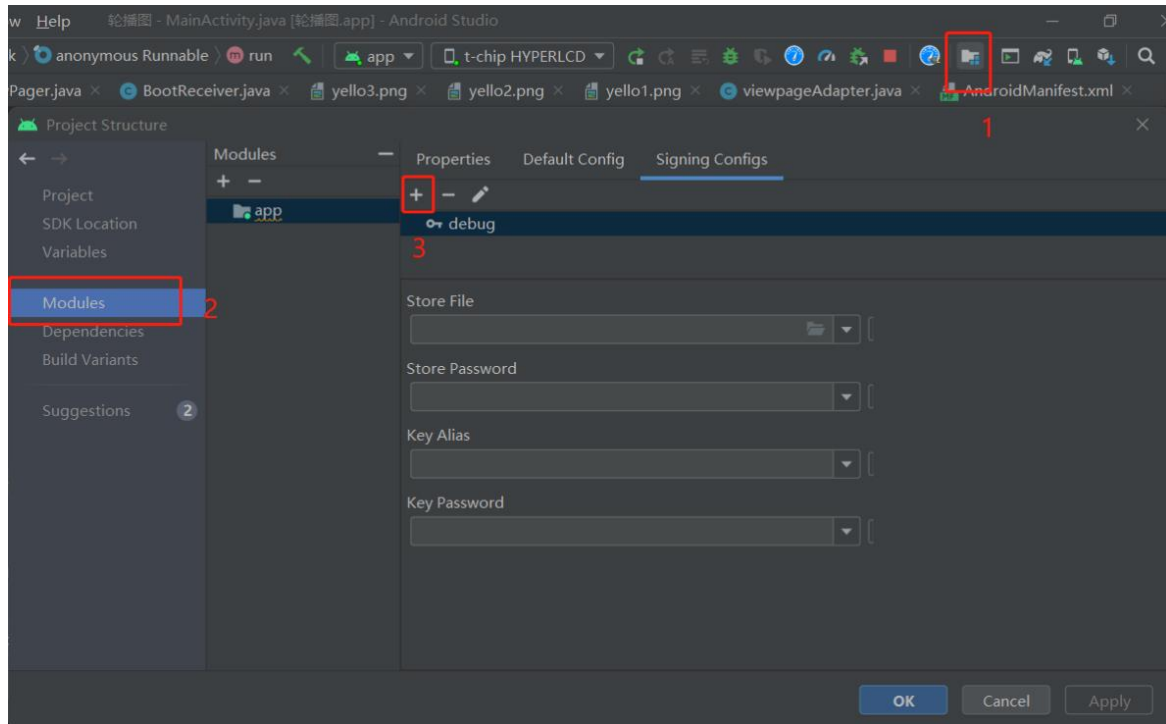 w Help 轮播图 - MainActivity.java [轮播图.app] - Android Studio
k anonymous Runnable run app t-chip HYPERLCD
Pager.java BootReceiver.java yello3.png yello2.png yello1.png viewpageAdapter.java AndroidManifest.xml
1
Project Structure
Project
SDK Location
Variables
Modules
2
Dependencies
Build Variants
Suggestions 2
Modules
app
Properties Default Config Signing Configs
debug
3
Store File
Store Password
Key Alias
Key Password
OK Cancel Apply